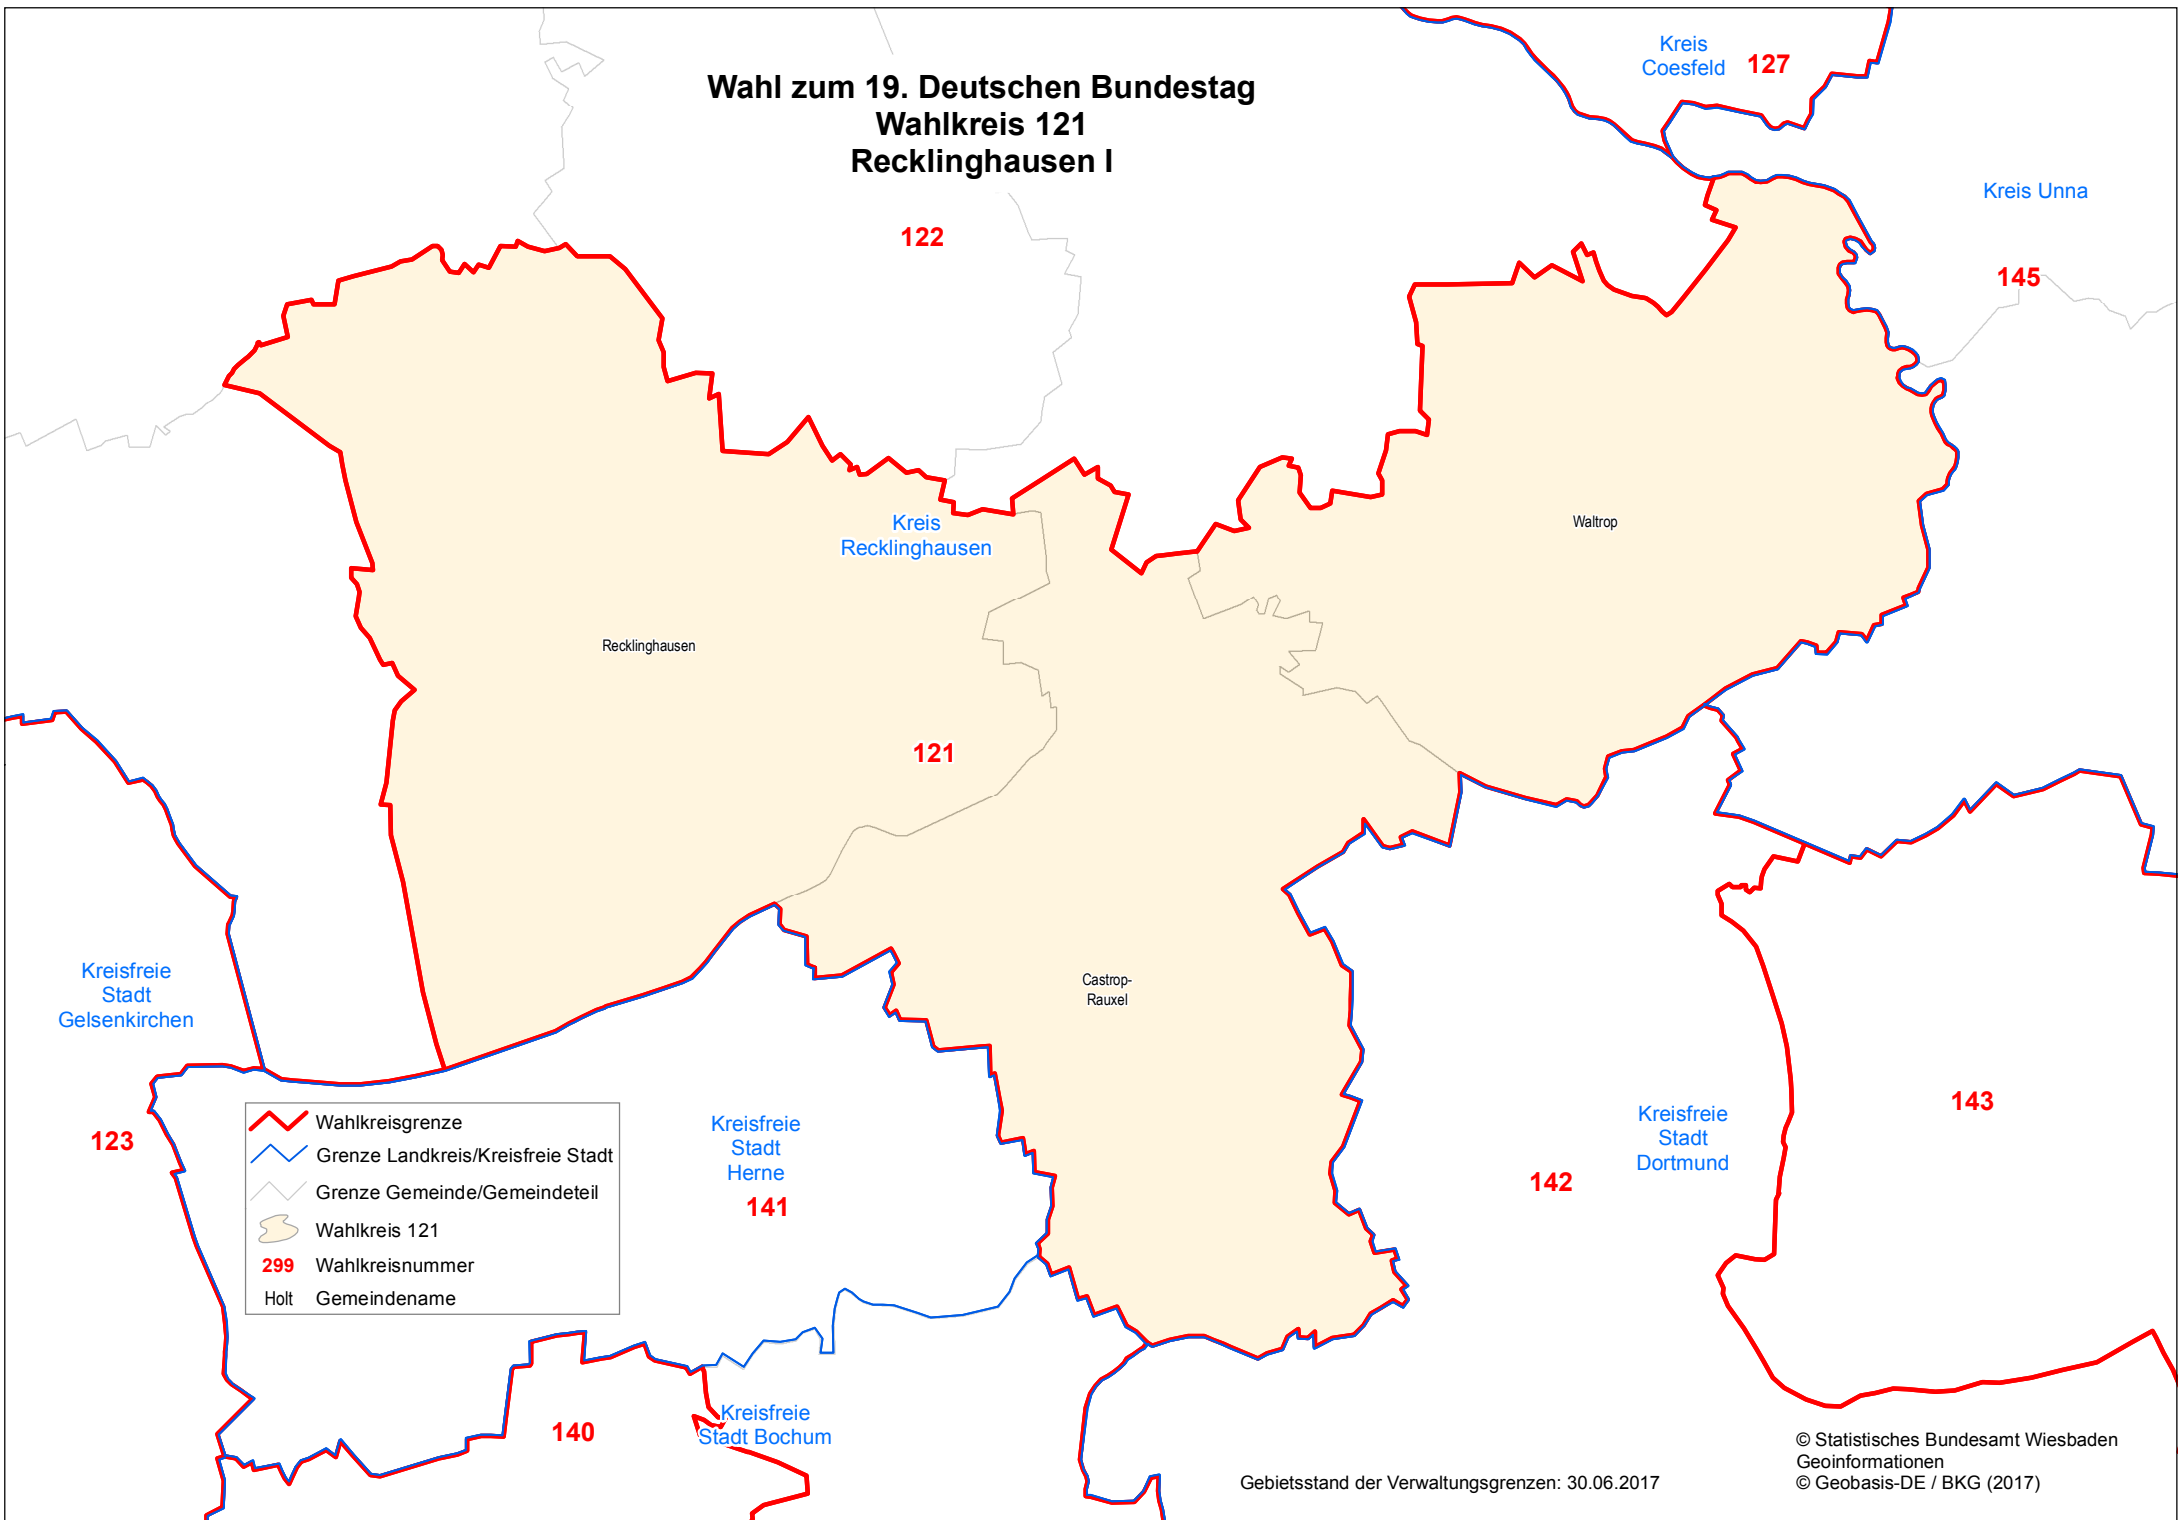 Wahl zum 19. Deutschen Bundestag
Wahlkreis 121
Recklinghausen I
Kreis
Coesfeld
127
Kreis Unna
145
122
Kreis
Recklinghausen
Waltrop
Recklinghausen
121
Kreisfreie
Stadt
Gelsenkirchen
Castrop-
Rauxel
123
Kreisfreie
Stadt
Herne
141
Kreisfreie
Stadt
Dortmund
142
143
Wahlkreisgrenze
Grenze Landkreis/Kreisfreie Stadt
Grenze Gemeinde/Gemeindeteil
Wahlkreis 121
299 Wahlkreisnummer
Holt Gemeindename
140
Kreisfreie
Stadt Bochum
Gebietsstand der Verwaltungsgrenzen: 30.06.2017
© Statistisches Bundesamt Wiesbaden
Geoinformationen
© Geobasis-DE / BKG (2017)